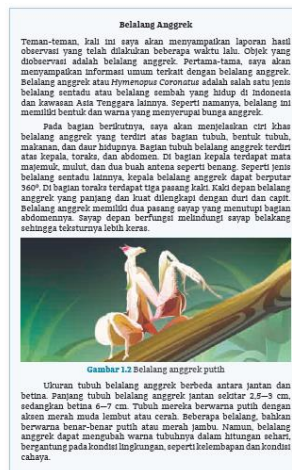 Belalang Anggrek
Teman-teman, kali ini saya akan menyampaikan laporan hasil
observasi yang telah dilakukan beberapa waktu lalu. Objek yang
diobservasi adalah belalang anggrek. Pertama-tama, saya akan
menyampaikan informasi umum terkait dengan belalang anggrek.
Belalang anggrek atau Hymenopus Coronatus adalah salah satu jenis
belalang sentadu atau belalang sembah yang hidup di Indonesia
dan kawasan Asia Tenggara lainnya. Seperti namanya, belalang ini
memiliki bentuk dan warna yang menyerupai bunga anggrek.
Pada bagian berikutnya, saya akan menjelaskan ciri khas
belalang anggrek yang terdiri atas bagian tubuh, bentuk tubuh,
makanan, dan daur hidupnya. Bagian tubuh belalang anggrek terdiri
atas kepala, toraks, dan abdomen. Di bagian kepala terdapat mata
majemuk, mulut, dan dua buah antena seperti benang. Seperti jenis
belalang sentadu lainnya, kepala belalang anggrek dapat berputar
360⁰. Di bagian toraks terdapat tiga pasang kaki. Kaki depan belalang
anggrek yang panjang dan kuat dilengkapi dengan duri dan capit.
Belalang anggrek memiliki dua pasang sayap yang menutupi bagian
abdomennya. Sayap depan berfungsi melindungi sayap belakang
sehingga teksturnya lebih keras.
Gambar 1.2 Belalang anggrek putih
Ukuran tubuh belalang anggrek berbeda antara jantan dan
betina. Panjang tubuh belalang anggrek jantan sekitar 2,5—3 cm,
sedangkan betina 6—7 cm. Tubuh mereka berwarna putih dengan
aksen merah muda lembut atau cerah. Beberapa belalang, bahkan
berwarna benar-benar putih atau merah jambu. Namun, belalang
anggrek dapat mengubah warna tubuhnya dalam hitungan sehari,
bergantung pada kondisi lingkungan, seperti kelembapan dan kondisi
cahaya.